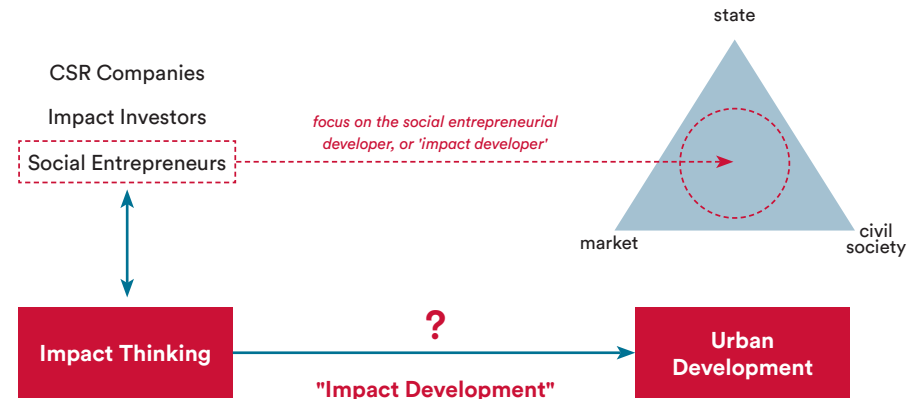 state
CSR Companies
Impact Investors
focus on the social entrepreneurial
developer, or 'impact developer'
Social Entrepreneurs
market
civil
society
?
Impact Thinking
Urban
Development
"Impact Development"